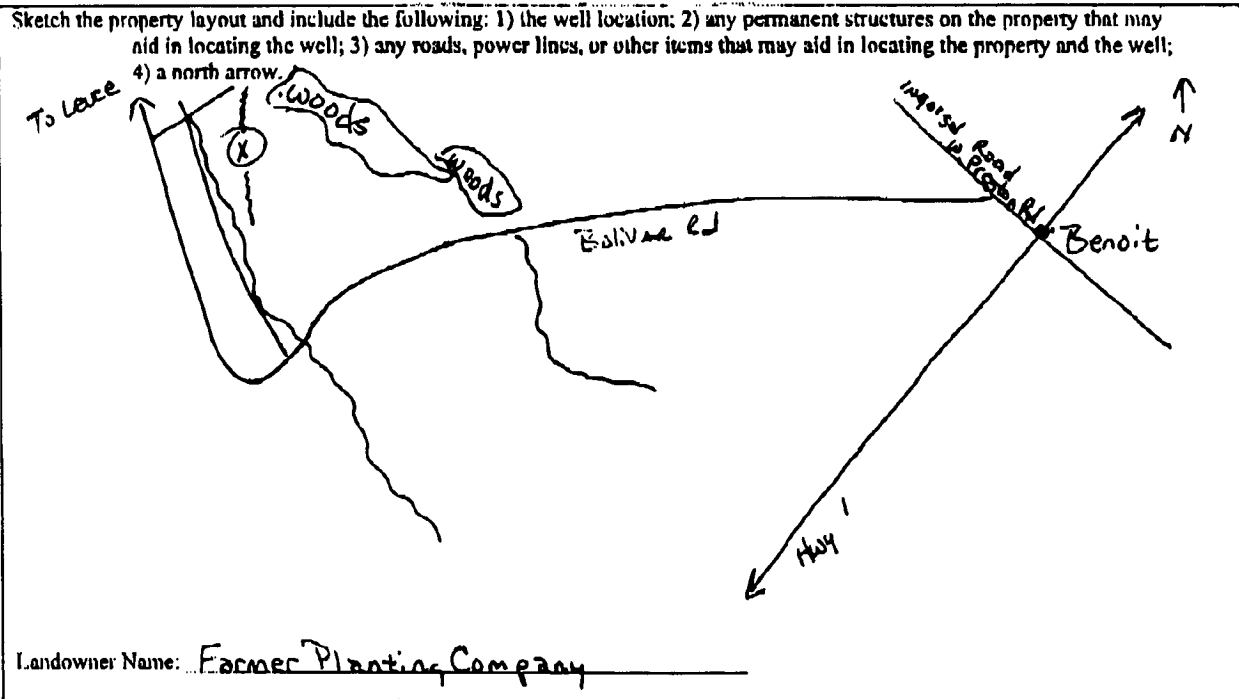 Sketch the property layout and include the following: 1) the well location; 2) any permanent structures on the property that may
aid in locating the well; 3) any roads, power lines, or other items that may aid in locating the property and the well;
4) a north arrow.
To Levee
Woods
X
Woods
Road
Bolivar Rd
N
Benoit
Hwy 1
Landowner Name: Farmer Planting Company